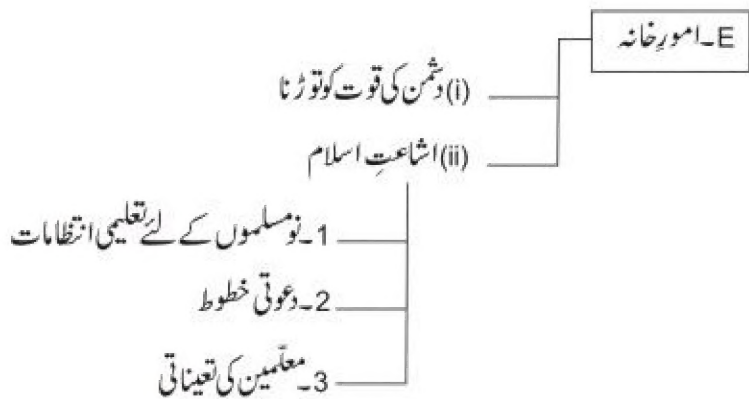 E۔امورِخانہ
(i)دشمن کی قوت کو توڑنا
(ii)اشاعتِ اسلام
1۔نومسلموں کے لئے تعلیمی انتظامات
2۔دعوتی خطوط
3۔معلّمین کی تعیناتی